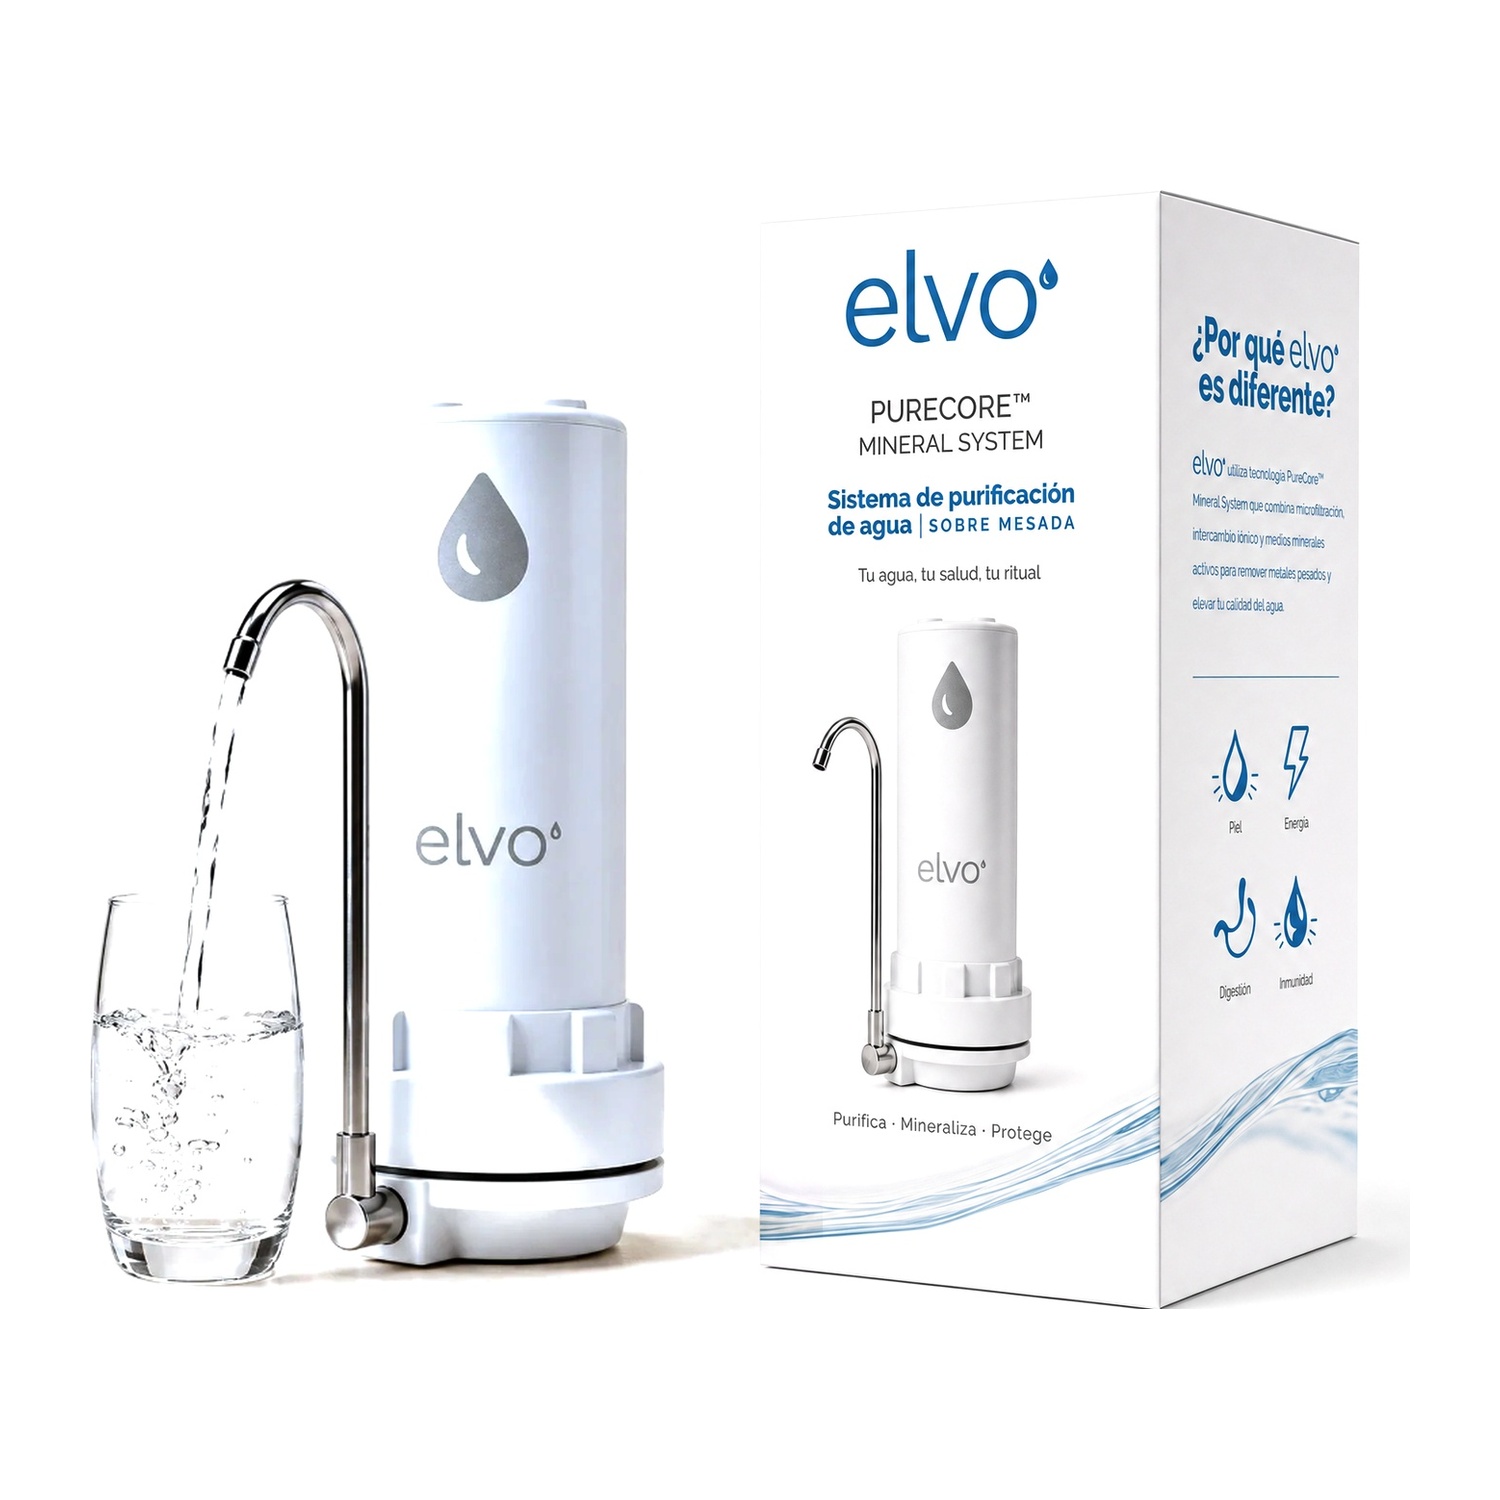 elvo
elvo
PURECORE™
MINERAL SYSTEM
Sistema de purificación
de agua | SOBRE MESADA
Tu agua, tu salud, tu ritual
elvo
Purifica · Mineraliza · Protege
¿Por qué elvo
es diferente?
elvo utiliza tecnología PureCore™
Mineral System que combina microfiltración,
intercambio iónico y medios minerales
activos para remover metales pesados y
elevar tu calidad del agua.
Piel
Energía
Digestión
Inmunidad